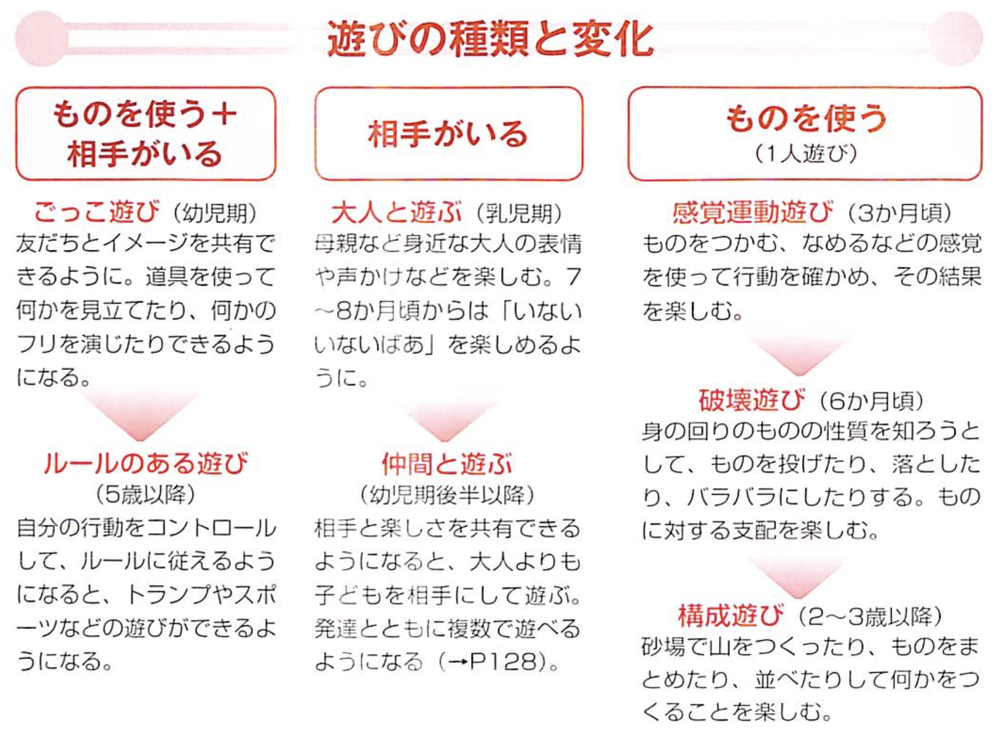 遊びの種類と変化
ものを使う＋
相手がいる
ごっこ遊び（幼児期）
友だちとイメージを共有で
きるように。道具を使って
何かを見立てたり、何かの
フリを演じたりできるよう
になる。
ルールのある遊び
（5歳以降）
自分の行動をコントロール
して、ルールに従えるよう
になると、トランプやスポ
ーツなどの遊びができるよ
うになる。
相手がいる
大人と遊ぶ（乳児期）
母親など身近な大人の表情
や声かけなどを楽しむ。7
～8か月頃からは「いない
いないばあ」を楽しめるよ
うに。
仲間と遊ぶ
（幼児期後半以降）
相手と楽しさを共有できる
ようになると、大人よりも
子どもを相手にして遊ぶ。
発達とともに複数で遊べる
ようになる（→P128）。
ものを使う
（1人遊び）
感覚運動遊び（3か月頃）
ものをつかむ、なめるなどの感覚
を使って行動を確かめ、その結果
を楽しむ。
破壊遊び（6か月頃）
身の回りのものの性質を知ろうと
して、ものを投げたり、落とした
り、バラバラにしたりする。もの
に対する支配を楽しむ。
構成遊び（2～3歳以降）
砂場で山をつくったり、ものをま
とめたり、並べたりして何かをつ
くることを楽しむ。